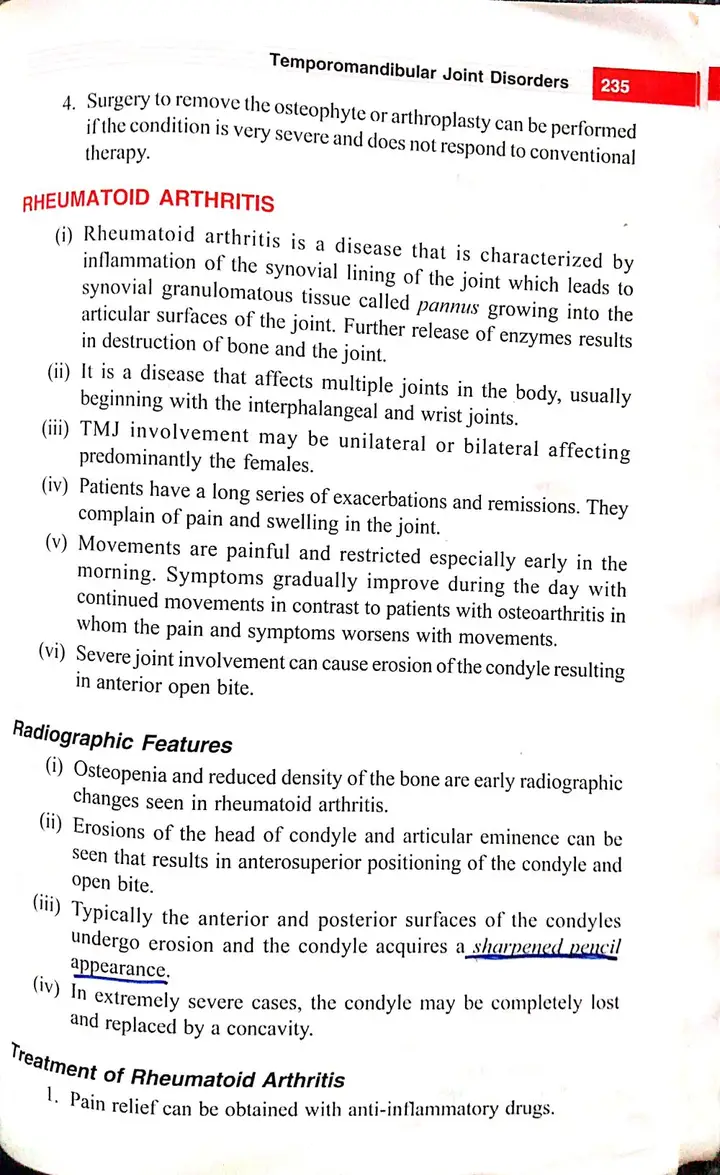 Temporomandibular Joint Disorders 235
4. Surgery to remove the osteophyte or arthroplasty can be performed
if the condition is very severe and does not respond to conventional
therapy.
RHEUMATOID ARTHRITIS
(i) Rheumatoid arthritis is a disease that is characterized by
inflammation of the synovial lining of the joint which leads to
synovial granulomatous tissue called pannus growing into the
articular surfaces of the joint. Further release of enzymes results
in destruction of bone and the joint.
(ii) It is a disease that affects multiple joints in the body, usually
beginning with the interphalangeal and wrist joints.
(iii) TMJ involvement may be unilateral or bilateral affecting
predominantly the females.
(iv) Patients have a long series of exacerbations and remissions. They
complain of pain and swelling in the joint.
(v) Movements are painful and restricted especially early in the
morning. Symptoms gradually improve during the day with
continued movements in contrast to patients with osteoarthritis in
whom the pain and symptoms worsens with movements.
(vi) Severe joint involvement can cause erosion of the condyle resulting
in anterior open bite.
Radiographic Features
(i) Osteopenia and reduced density of the bone are early radiographic
changes seen in rheumatoid arthritis.
(ii) Erosions of the head of condyle and articular eminence can be
seen that results in anterosuperior positioning of the condyle and
open bite.
(iii) Typically the anterior and posterior surfaces of the condyles
undergo erosion and the condyle acquires a sharpened pencil
appearance.
(iv) In extremely severe cases, the condyle may be completely lost
and replaced by a concavity.
Treatment of Rheumatoid Arthritis
1. Pain relief can be obtained with anti-inflammatory drugs.